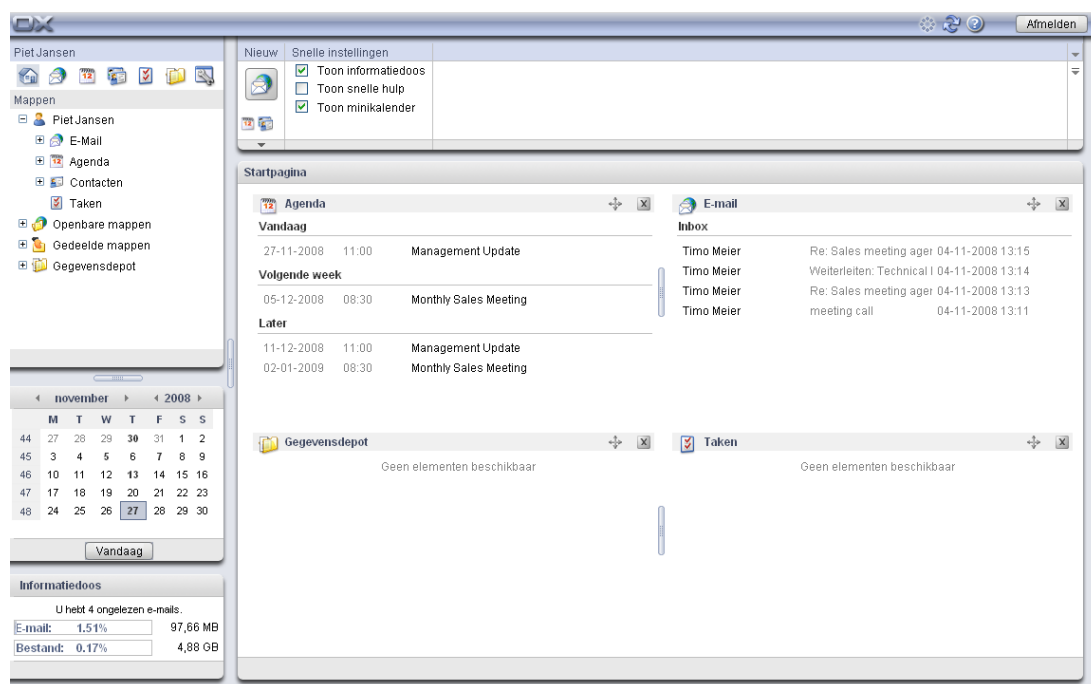 OX
Afmelden
Piet Jansen
Mappen
Piet Jansen
E-Mail
Agenda
Contacten
Taken
Openbare mappen
Gedeelde mappen
Gegevensdepot
november 2008
M T W T F S S
44 27 28 29 30 31 1 2
45 3 4 5 6 7 8 9
46 10 11 12 13 14 15 16
47 17 18 19 20 21 22 23
48 24 25 26 27 28 29 30
Vandaag
Informatiedoos
U hebt 4 ongelezen e-mails.
E-mail: 1.51% 97,66 MB
Bestand: 0.17% 4,88 GB
Nieuw Snelle instellingen
Toon informatiedoos
Toon snelle hulp
Toon minikalender
Startpagina
Agenda
Vandaag
27-11-2008 11:00 Management Update
Volgende week
05-12-2008 08:30 Monthly Sales Meeting
Later
11-12-2008 11:00 Management Update
02-01-2009 08:30 Monthly Sales Meeting
E-mail
Inbox
Timo Meier Re: Sales meeting ager 04-11-2008 13:15
Timo Meier Weiterleiten: Technical I 04-11-2008 13:14
Timo Meier Re: Sales meeting ager 04-11-2008 13:13
Timo Meier meeting call 04-11-2008 13:11
Gegevensdepot
Geen elementen beschikbaar
Taken
Geen elementen beschikbaar